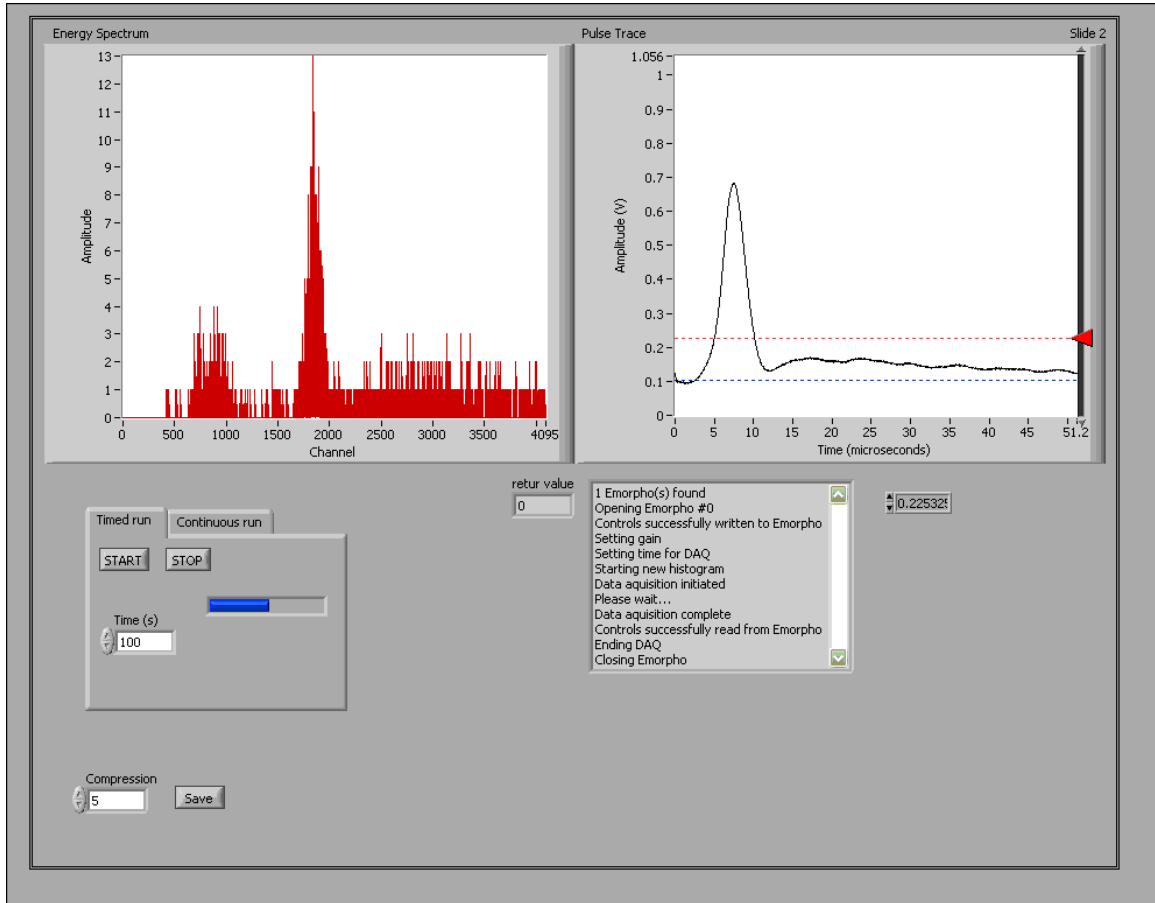 Energy Spectrum
Pulse Trace
Slide 2
13
12
11
10
9
8
7
6
5
4
3
2
1
0
Amplitude
0
500
1000
1500
2000
2500
3000
3500
4095
Channel
1.056
1
0.9
0.8
0.7
0.6
0.5
0.4
0.3
0.2
0.1
0
Amplitude (V)
0
5
10
15
20
25
30
35
40
45
51.2
Time (microseconds)
Timed run
Continuous run
START
STOP
Time (s)
100
Compression
5
Save
retur value
0
1 Emorpho(s) found
Opening Emorpho #0
Controls successfully written to Emorpho
Setting gain
Setting time for DAQ
Starting new histogram
Data aquisition initiated
Please wait...
Data aquisition complete
Controls successfully read from Emorpho
Ending DAQ
Closing Emorpho